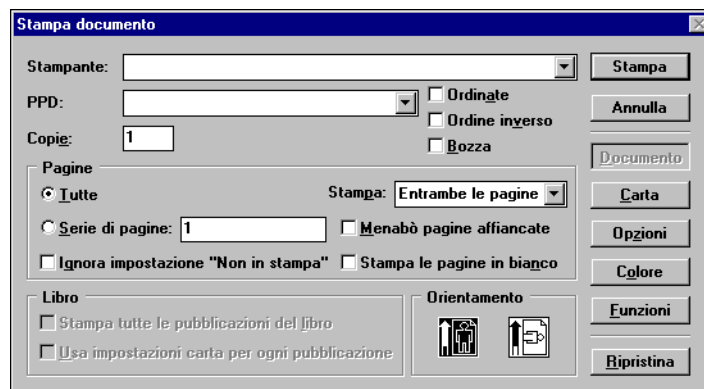 Stampa documento
Stampante:
Stampa
PPD:
Ordinate
Annulla
Ordine inverso
Copie: 1
Bozza
Documento
Pagine
Tutte
Stampa: Entrambe le pagine
Carta
Serie di pagine: 1
Menabò pagine affiancate
Opzioni
Ignora impostazione "Non in stampa"
Stampa le pagine in bianco
Colore
Libro
Orientamento
Stampa tutte le pubblicazioni del libro
Funzioni
Usa impostazioni carta per ogni pubblicazione
Ripristina